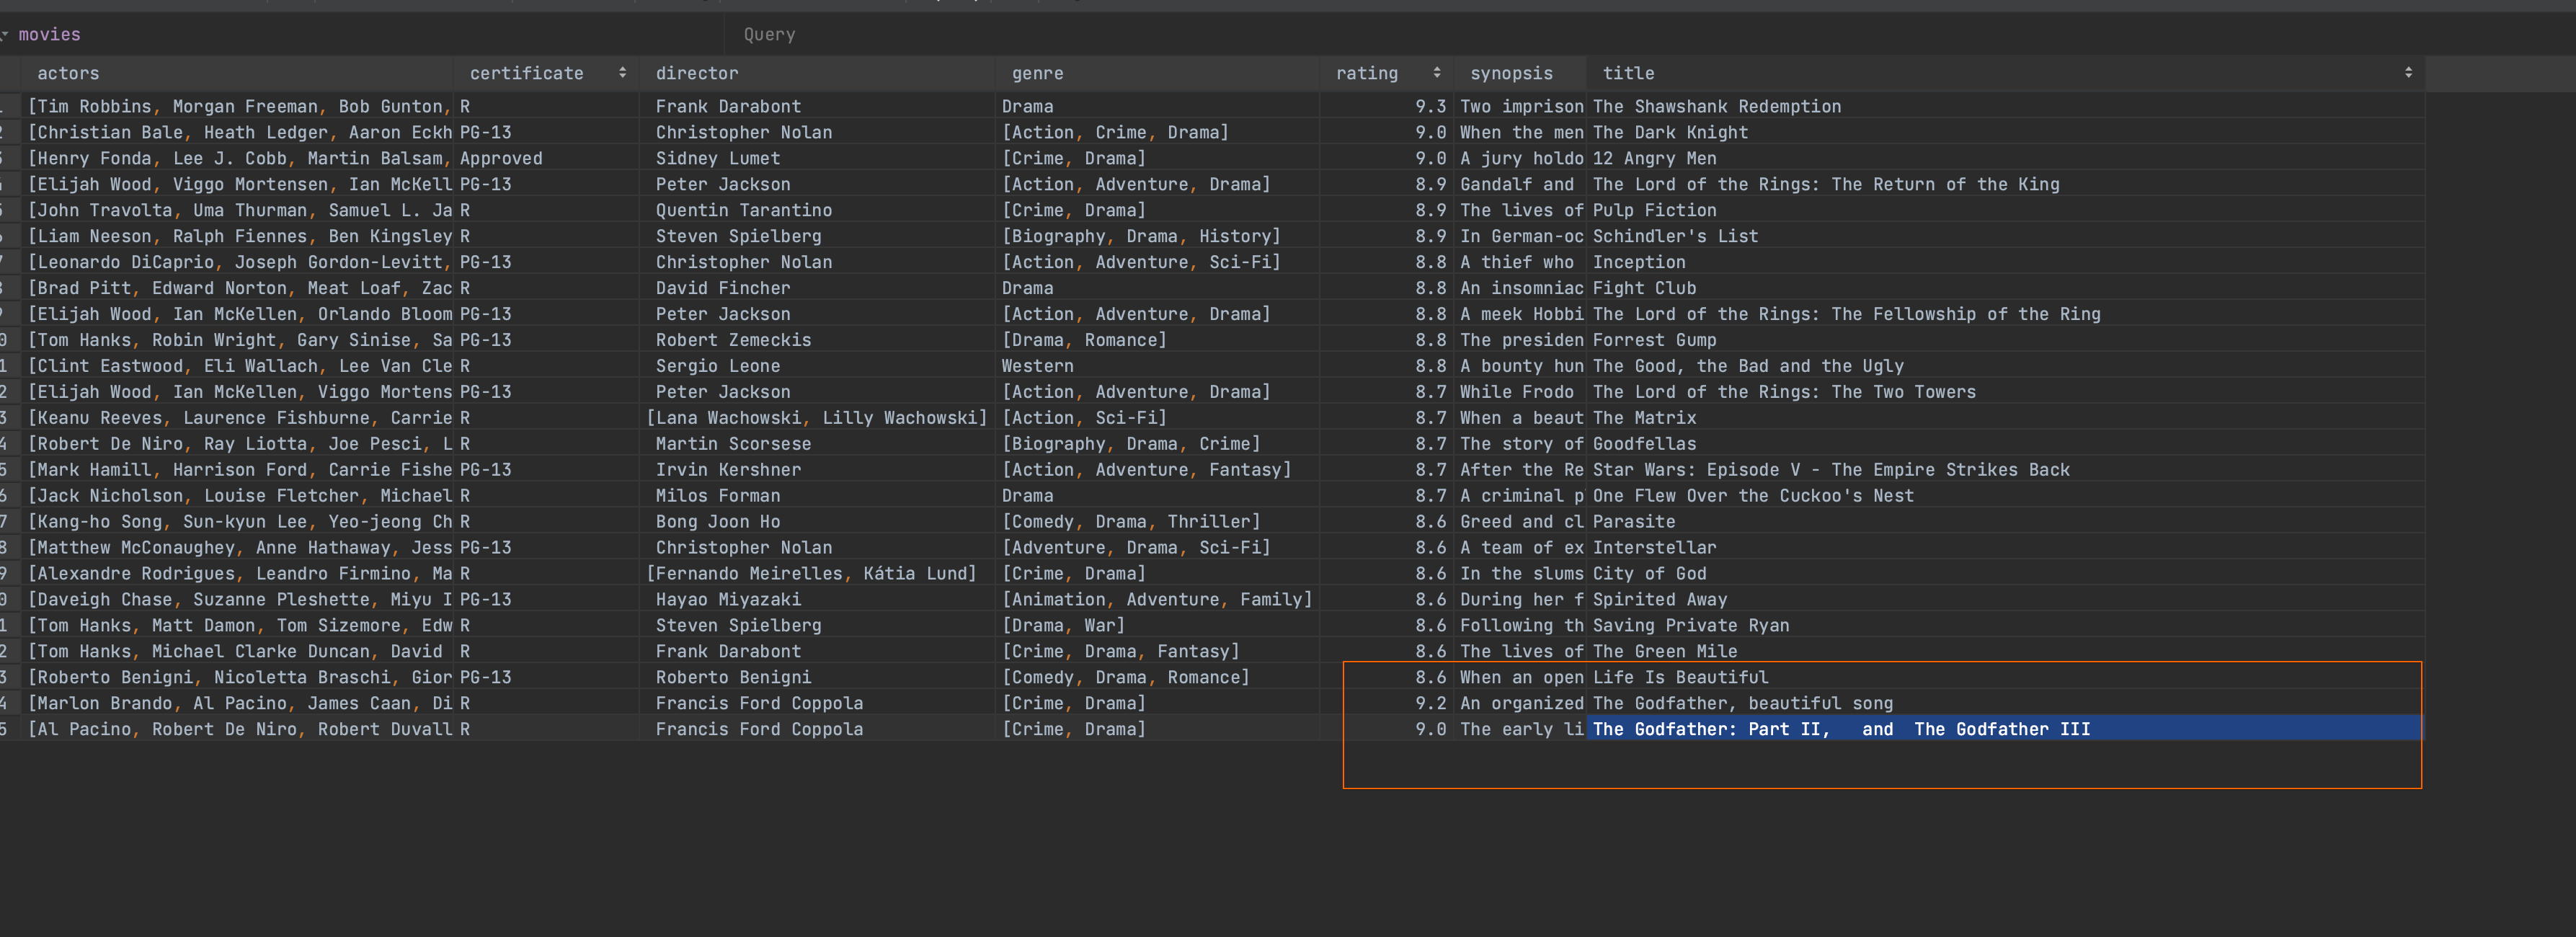 movies Query
actors certificate director genre rating synopsis title
[Tim Robbins, Morgan Freeman, Bob Gunton, R Frank Darabont Drama 9.3 Two imprison The Shawshank Redemption
2 [Christian Bale, Heath Ledger, Aaron Eckh PG-13 Christopher Nolan [Action, Crime, Drama] 9.0 When the men The Dark Knight
[Henry Fonda, Lee J. Cobb, Martin Balsam, Approved Sidney Lumet [Crime, Drama] 9.0 A jury holdo 12 Angry Men
[Elijah Wood, Viggo Mortensen, Ian McKell PG-13 Peter Jackson [Action, Adventure, Drama] 8.9 Gandalf and The Lord of the Rings: The Return of the King
[John Travolta, Uma Thurman, Samuel L. Ja R Quentin Tarantino [Crime, Drama] 8.9 The lives of Pulp Fiction
[Liam Neeson, Ralph Fiennes, Ben Kingsley R Steven Spielberg [Biography, Drama, History] 8.9 In German-oc Schindler's List
[Leonardo DiCaprio, Joseph Gordon-Levitt, PG-13 Christopher Nolan [Action, Adventure, Sci-Fi] 8.8 A thief who Inception
[Brad Pitt, Edward Norton, Meat Loaf, Zac R David Fincher Drama 8.8 An insomniac Fight Club
[Elijah Wood, Ian McKellen, Orlando Bloom PG-13 Peter Jackson [Action, Adventure, Drama] 8.8 A meek Hobbi The Lord of the Rings: The Fellowship of the Ring
0 [Tom Hanks, Robin Wright, Gary Sinise, Sa PG-13 Robert Zemeckis [Drama, Romance] 8.8 The presiden Forrest Gump
1 [Clint Eastwood, Eli Wallach, Lee Van Cle R Sergio Leone Western 8.8 A bounty hun The Good, the Bad and the Ugly
2 [Elijah Wood, Ian McKellen, Viggo Mortens PG-13 Peter Jackson [Action, Adventure, Drama] 8.7 While Frodo The Lord of the Rings: The Two Towers
3 [Keanu Reeves, Laurence Fishburne, Carrie R [Lana Wachowski, Lilly Wachowski] [Action, Sci-Fi] 8.7 When a beaut The Matrix
4 [Robert De Niro, Ray Liotta, Joe Pesci, L R Martin Scorsese [Biography, Drama, Crime] 8.7 The story of Goodfellas
5 [Mark Hamill, Harrison Ford, Carrie Fishe PG-13 Irvin Kershner [Action, Adventure, Fantasy] 8.7 After the Re Star Wars: Episode V - The Empire Strikes Back
6 [Jack Nicholson, Louise Fletcher, Michael R Milos Forman Drama 8.7 A criminal p One Flew Over the Cuckoo's Nest
7 [Kang-ho Song, Sun-kyun Lee, Yeo-jeong Ch R Bong Joon Ho [Comedy, Drama, Thriller] 8.6 Greed and cl Parasite
8 [Matthew McConaughey, Anne Hathaway, Jess PG-13 Christopher Nolan [Adventure, Drama, Sci-Fi] 8.6 A team of ex Interstellar
9 [Alexandre Rodrigues, Leandro Firmino, Ma R [Fernando Meirelles, Kátia Lund] [Crime, Drama] 8.6 In the slums City of God
0 [Daveigh Chase, Suzanne Pleshette, Miyu I PG-13 Hayao Miyazaki [Animation, Adventure, Family] 8.6 During her f Spirited Away
1 [Tom Hanks, Matt Damon, Tom Sizemore, Edw R Steven Spielberg [Drama, War] 8.6 Following th Saving Private Ryan
2 [Tom Hanks, Michael Clarke Duncan, David R Frank Darabont [Crime, Drama, Fantasy] 8.6 The lives of The Green Mile
3 [Roberto Benigni, Nicoletta Braschi, Gior PG-13 Roberto Benigni [Comedy, Drama, Romance] 8.6 When an open Life Is Beautiful
4 [Marlon Brando, Al Pacino, James Caan, Di R Francis Ford Coppola [Crime, Drama] 9.2 An organized The Godfather, beautiful song
5 [Al Pacino, Robert De Niro, Robert Duvall R Francis Ford Coppola [Crime, Drama] 9.0 The early li The Godfather: Part II, and The Godfather III